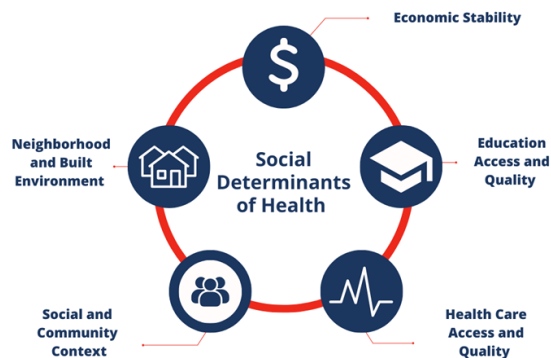 Economic Stability
Neighborhood
and Built
Environment
Education
Access and
Quality
Social
Determinants
of Health
Social and
Community
Context
Health Care
Access and
Quality
$